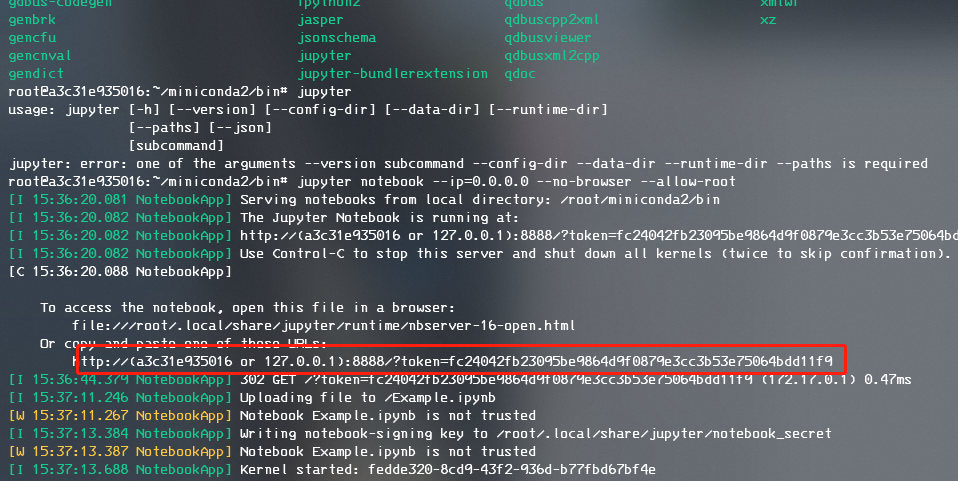 gdbus-codegen ipython2 qdbus xmlwf
genbrk jasper qdbuscpp2xml xz
gencfu jsonschema qdbusviewer
gencnval jupyter qdbusxml2cpp
gendict jupyter-bundlerextension qdoc
root@a3c31e935016:~/miniconda2/bin# jupyter
usage: jupyter [-h] [--version] [--config-dir] [--data-dir] [--runtime-dir]
[--paths] [--json]
[subcommand]
jupyter: error: one of the arguments --version subcommand --config-dir --data-dir --runtime-dir --paths is required
root@a3c31e935016:~/miniconda2/bin# jupyter notebook --ip=0.0.0.0 --no-browser --allow-root
[I 15:36:20.081 NotebookApp] Serving notebooks from local directory: /root/miniconda2/bin
[I 15:36:20.082 NotebookApp] The Jupyter Notebook is running at:
[I 15:36:20.082 NotebookApp] http://(a3c31e935016 or 127.0.0.1):8888/?token=fc24042fb23095be9864d9f0879e3cc3b53e75064bd
[I 15:36:20.082 NotebookApp] Use Control-C to stop this server and shut down all kernels (twice to skip confirmation).
[C 15:36:20.088 NotebookApp]
To access the notebook, open this file in a browser:
file:///root/.local/share/jupyter/runtime/nbserver-16-open.html
Or copy and paste one of these URLs:
http://(a3c31e935016 or 127.0.0.1):8888/?token=fc24042fb23095be9864d9f0879e3cc3b53e75064bdd11f9
[I 15:36:44.379 NotebookApp] 302 GET /?token=fc24042fb23095be9864d9f0879e3cc3b53e75064bdd11f9 (172.17.0.1) 0.47ms
[I 15:37:11.246 NotebookApp] Uploading file to /Example.ipynb
[W 15:37:11.267 NotebookApp] Notebook Example.ipynb is not trusted
[I 15:37:13.384 NotebookApp] Writing notebook-signing key to /root/.local/share/jupyter/notebook_secret
[W 15:37:13.387 NotebookApp] Notebook Example.ipynb is not trusted
[I 15:37:13.688 NotebookApp] Kernel started: fedde320-8cd9-43f2-936d-b77fbd67bf4e